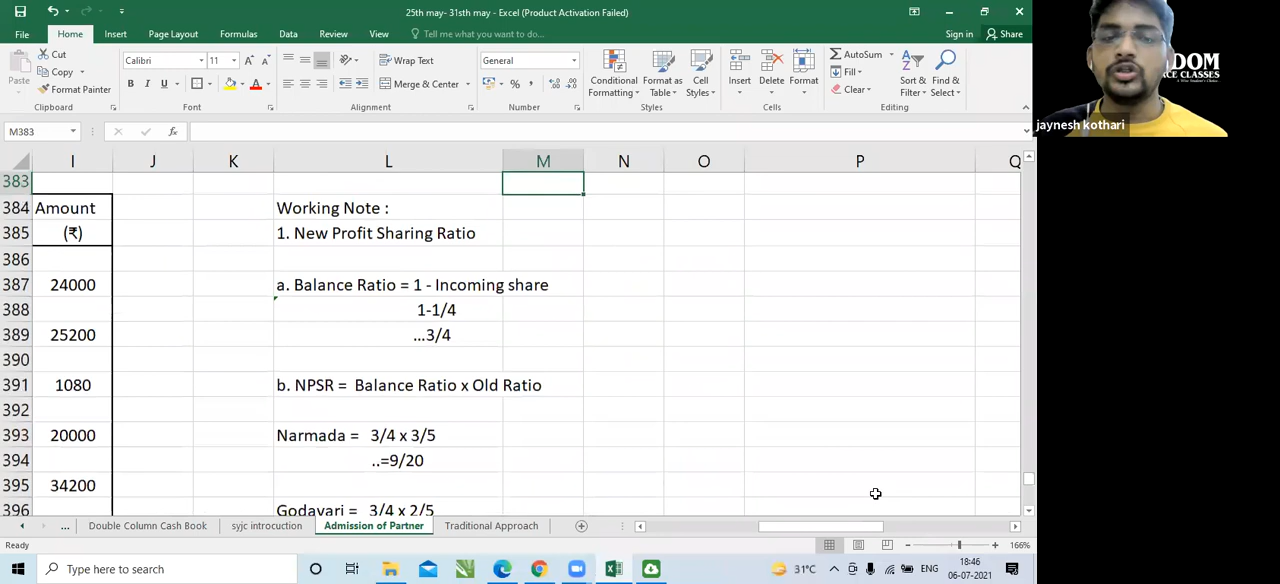 25th may- 31st may - Excel (Product Activation Failed)
File Home Insert Page Layout Formulas Data Review View Tell me what you want to do... Sign in Share
Paste Cut Copy Format Painter
Calibri 11 A A B I U A
Wrap Text Merge & Center
General % ,
Conditional Formatting Format as Table Cell Styles
Insert Delete Format
AutoSum Fill Clear
Sort & Filter Find & Select
Clipboard Font Alignment Number Styles Cells Editing
DOM
CE CLASSES
jaynesh kothari
M383 fx
I J K L M N O P Q
383
384 Amount Working Note :
385 (₹) 1. New Profit Sharing Ratio
386
387 24000 a. Balance Ratio = 1 - Incoming share
388 1-1/4
389 25200 ...3/4
390
391 1080 b. NPSR = Balance Ratio x Old Ratio
392
393 20000 Narmada = 3/4 x 3/5
394 ..=9/20
395 34200
396 Godavari = 3/4 x 2/5
... Double Column Cash Book syjc introcuction Admission of Partner Traditional Approach
Ready 166%
Type here to search 31°C ENG 18:46
06-07-2021